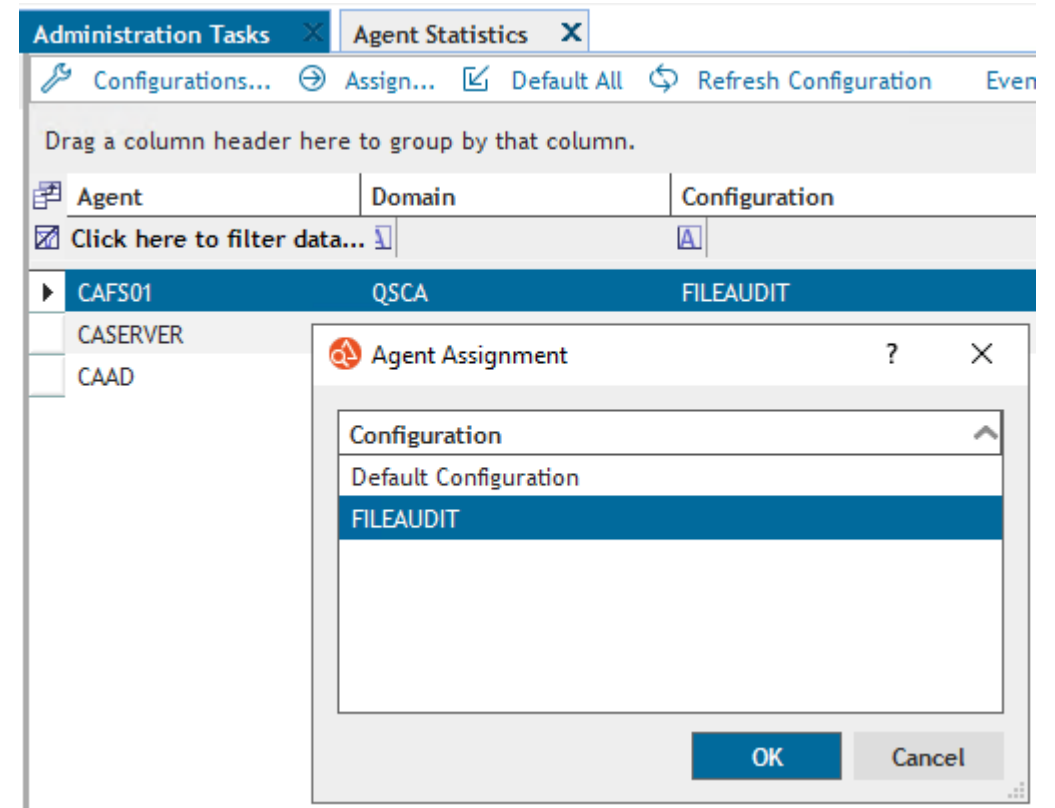 Administration Tasks X Agent Statistics X
Configurations... Assign... Default All Refresh Configuration Even
Drag a column header here to group by that column.
Agent Domain Configuration
Click here to filter data... A A
CAFS01 QSCA FILEAUDIT
CASERVER
CAAD
Agent Assignment ? X
Configuration
Default Configuration
FILEAUDIT
OK Cancel